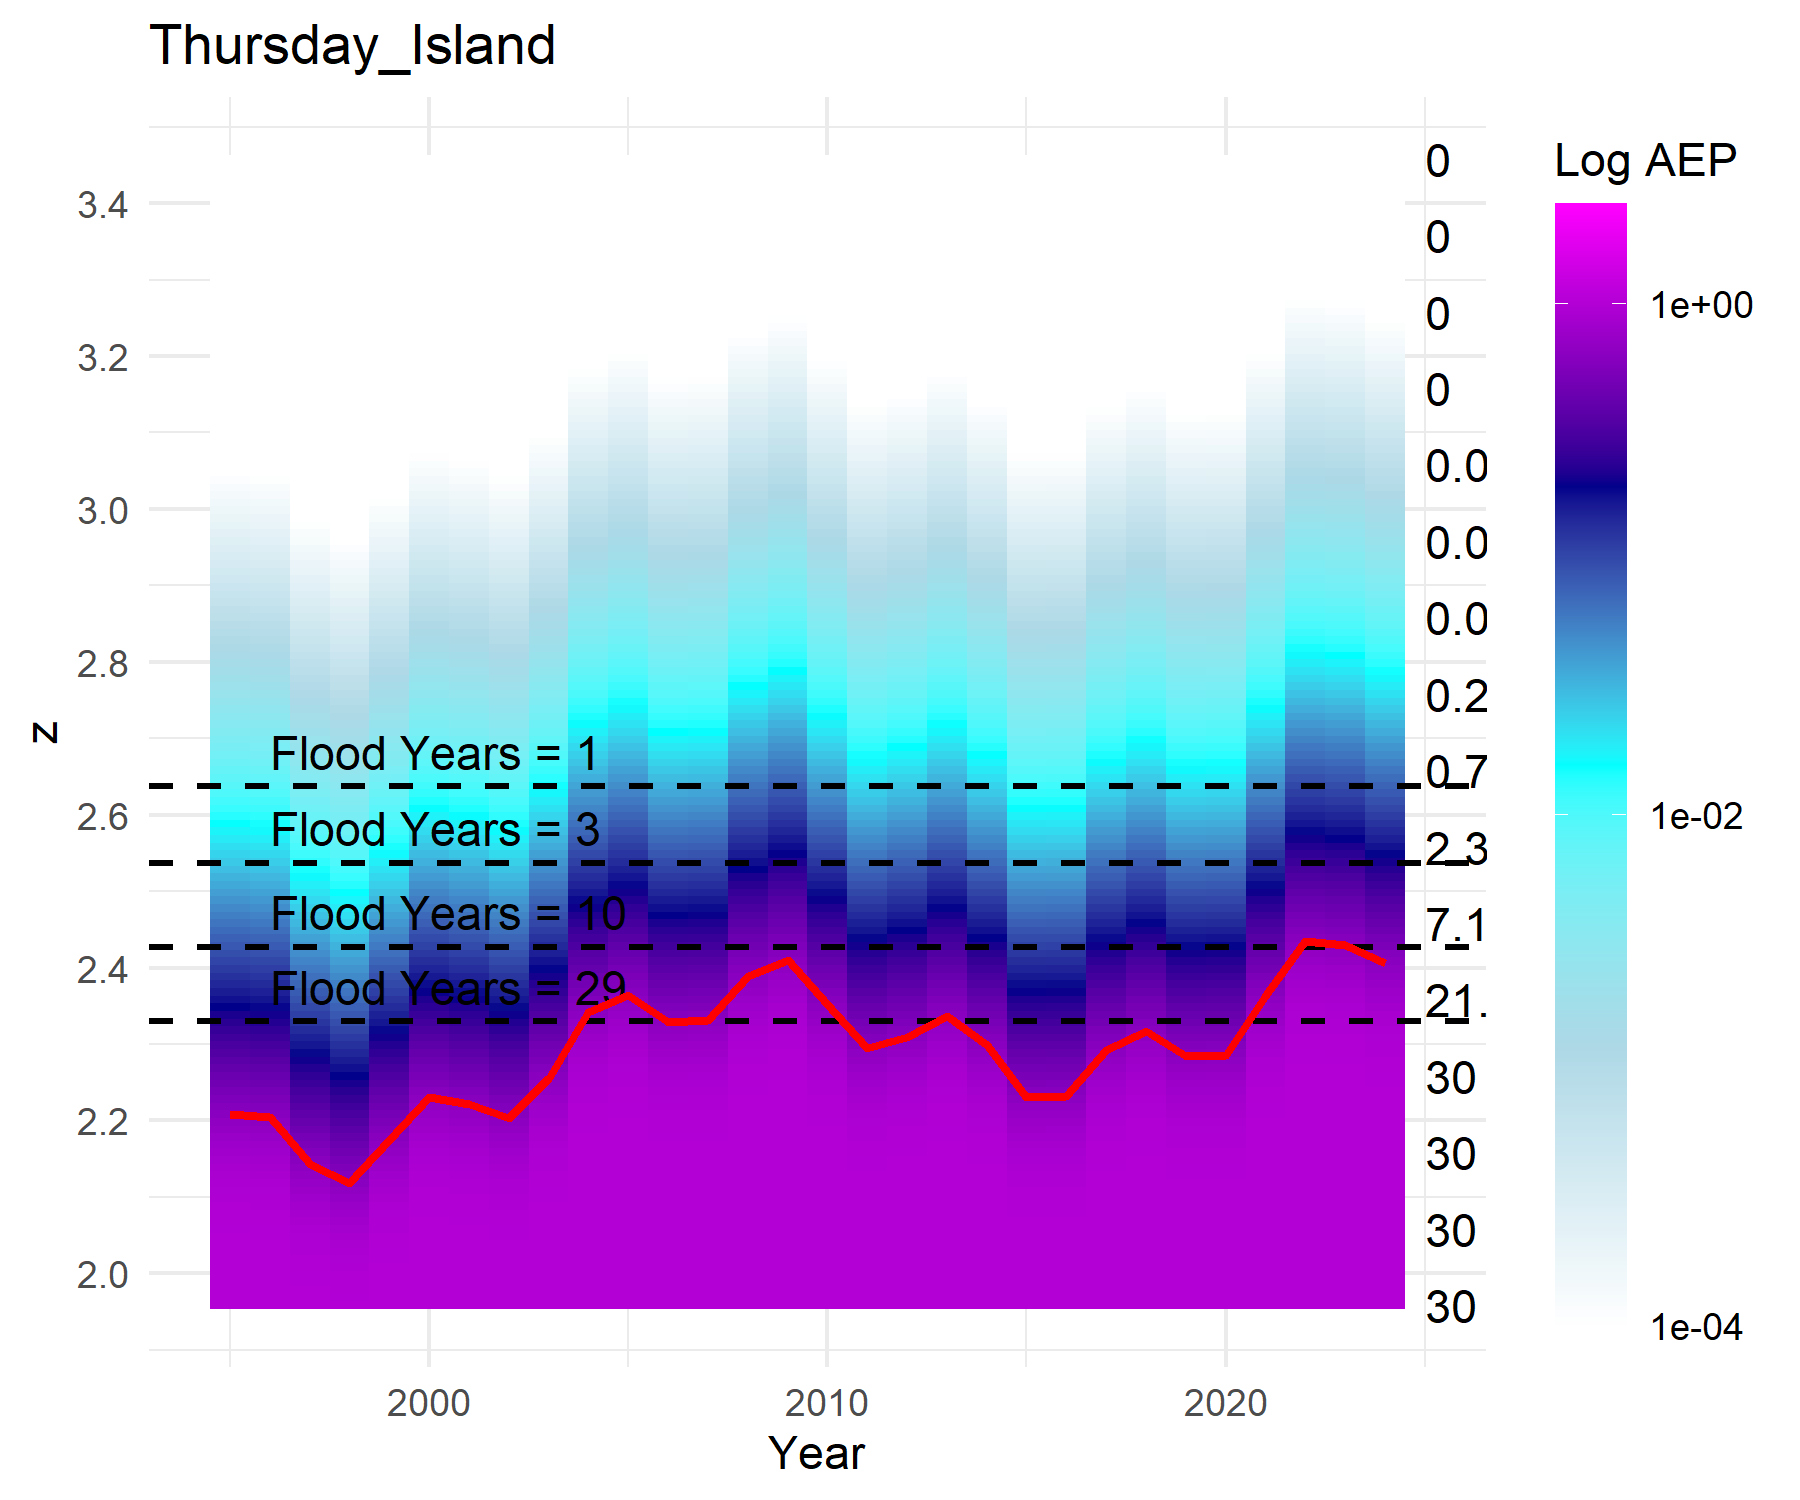 Thursday_Island
Log AEP
1e+00
1e-02
1e-04
z
3.4
3.2
3.0
2.8
2.6
2.4
2.2
2.0
Flood Years = 1
Flood Years = 3
Flood Years = 10
Flood Years = 29
0
0
0
0
0.0
0.0
0.0
0.2
0.7
2.3
7.1
21.
30
30
30
30
2000 2010 2020
Year